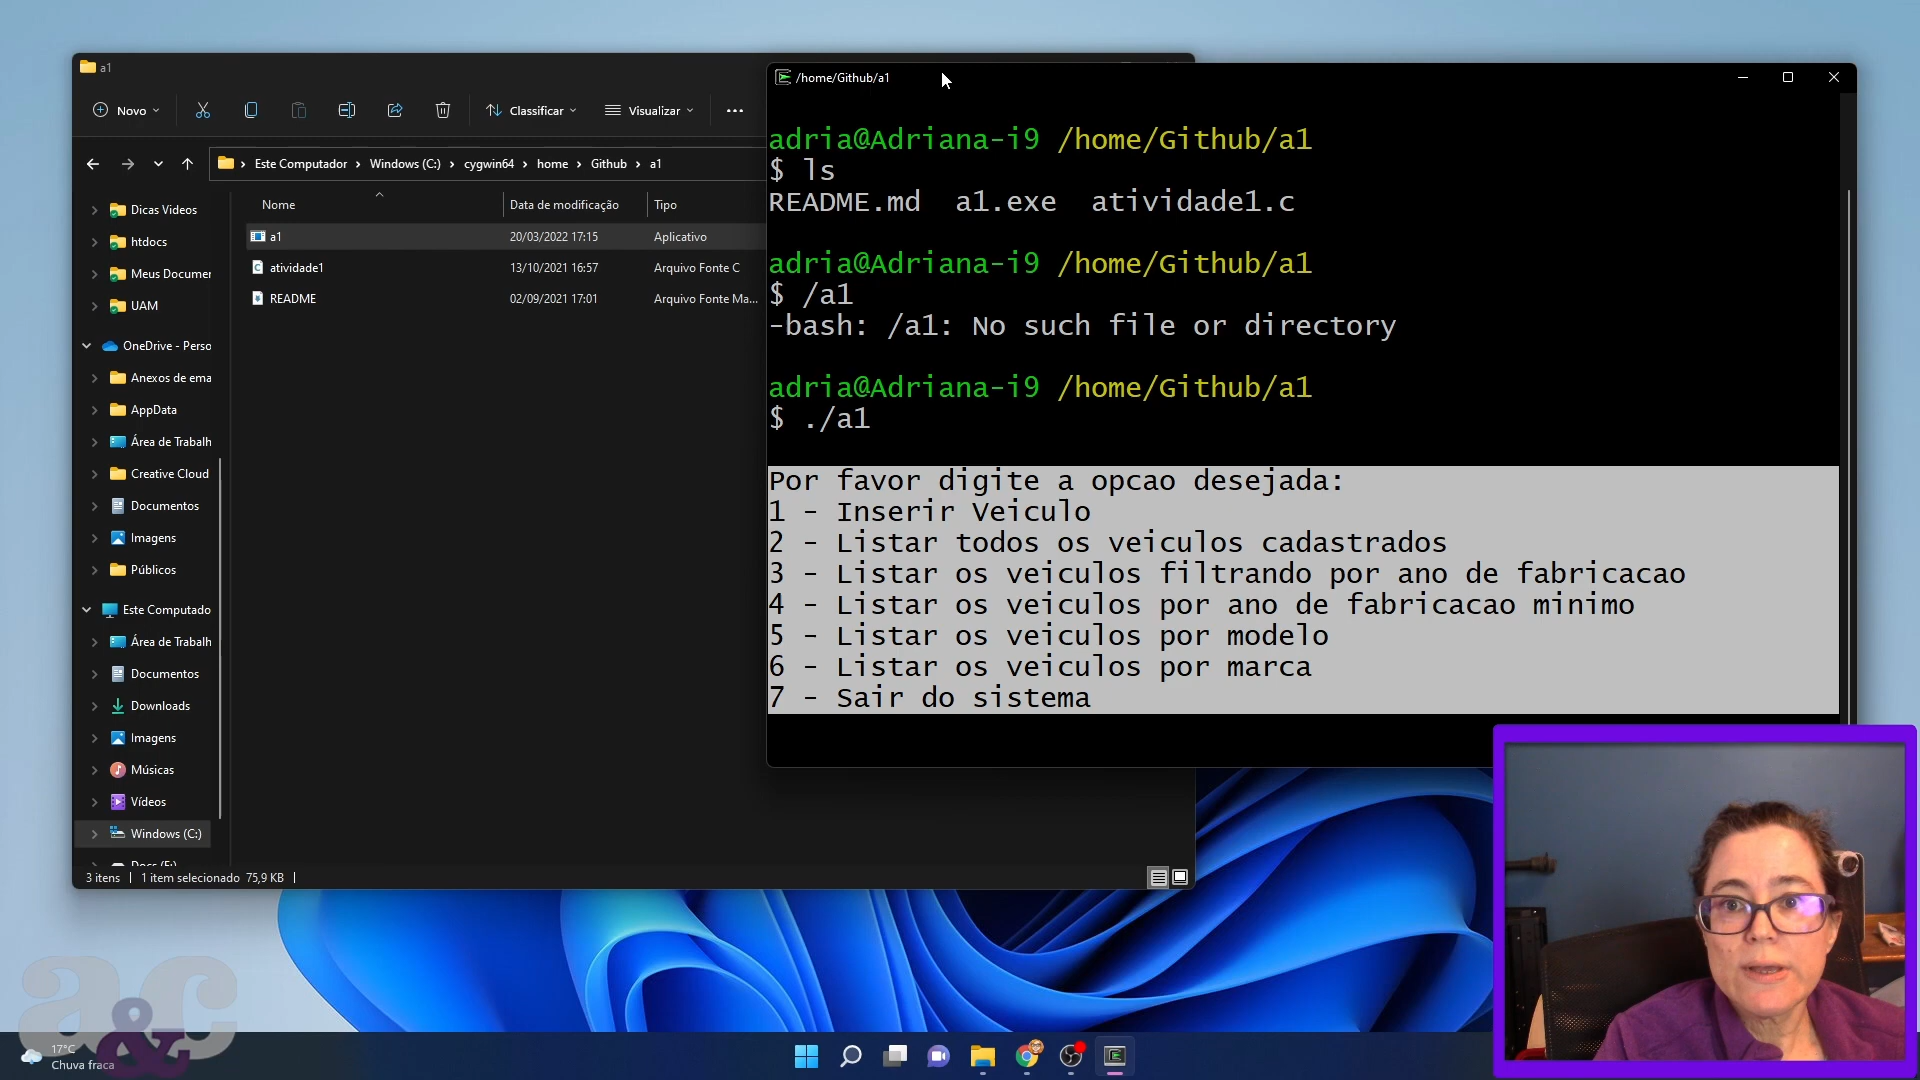 a1
Novo
Classificar
Visualizar
Este Computador > Windows (C:) > cygwin64 > home > Github > a1
Dicas Videos
htdocs
Meus Documer
UAM
OneDrive - Perso
Anexos de ema
AppData
Área de Trabalh
Creative Cloud
Documentos
Imagens
Públicos
Este Computado
Área de Trabalh
Documentos
Downloads
Imagens
Músicas
Vídeos
Windows (C:)
Nome Data de modificação Tipo
a1 20/03/2022 17:15 Aplicativo
atividade1 13/10/2021 16:57 Arquivo Fonte C
README 02/09/2021 17:01 Arquivo Fonte Ma...
3 itens | 1 item selecionado 75,9 KB |
/home/Github/a1
adria@Adriana-i9 /home/Github/a1
$ ls
README.md a1.exe atividade1.c
adria@Adriana-i9 /home/Github/a1
$ /a1
-bash: /a1: No such file or directory
adria@Adriana-i9 /home/Github/a1
$ ./a1
Por favor digite a opcao desejada:
1 - Inserir Veiculo
2 - Listar todos os veiculos cadastrados
3 - Listar os veiculos filtrando por ano de fabricacao
4 - Listar os veiculos por ano de fabricacao minimo
5 - Listar os veiculos por modelo
6 - Listar os veiculos por marca
7 - Sair do sistema
a&c
17°C
Chuva fraca